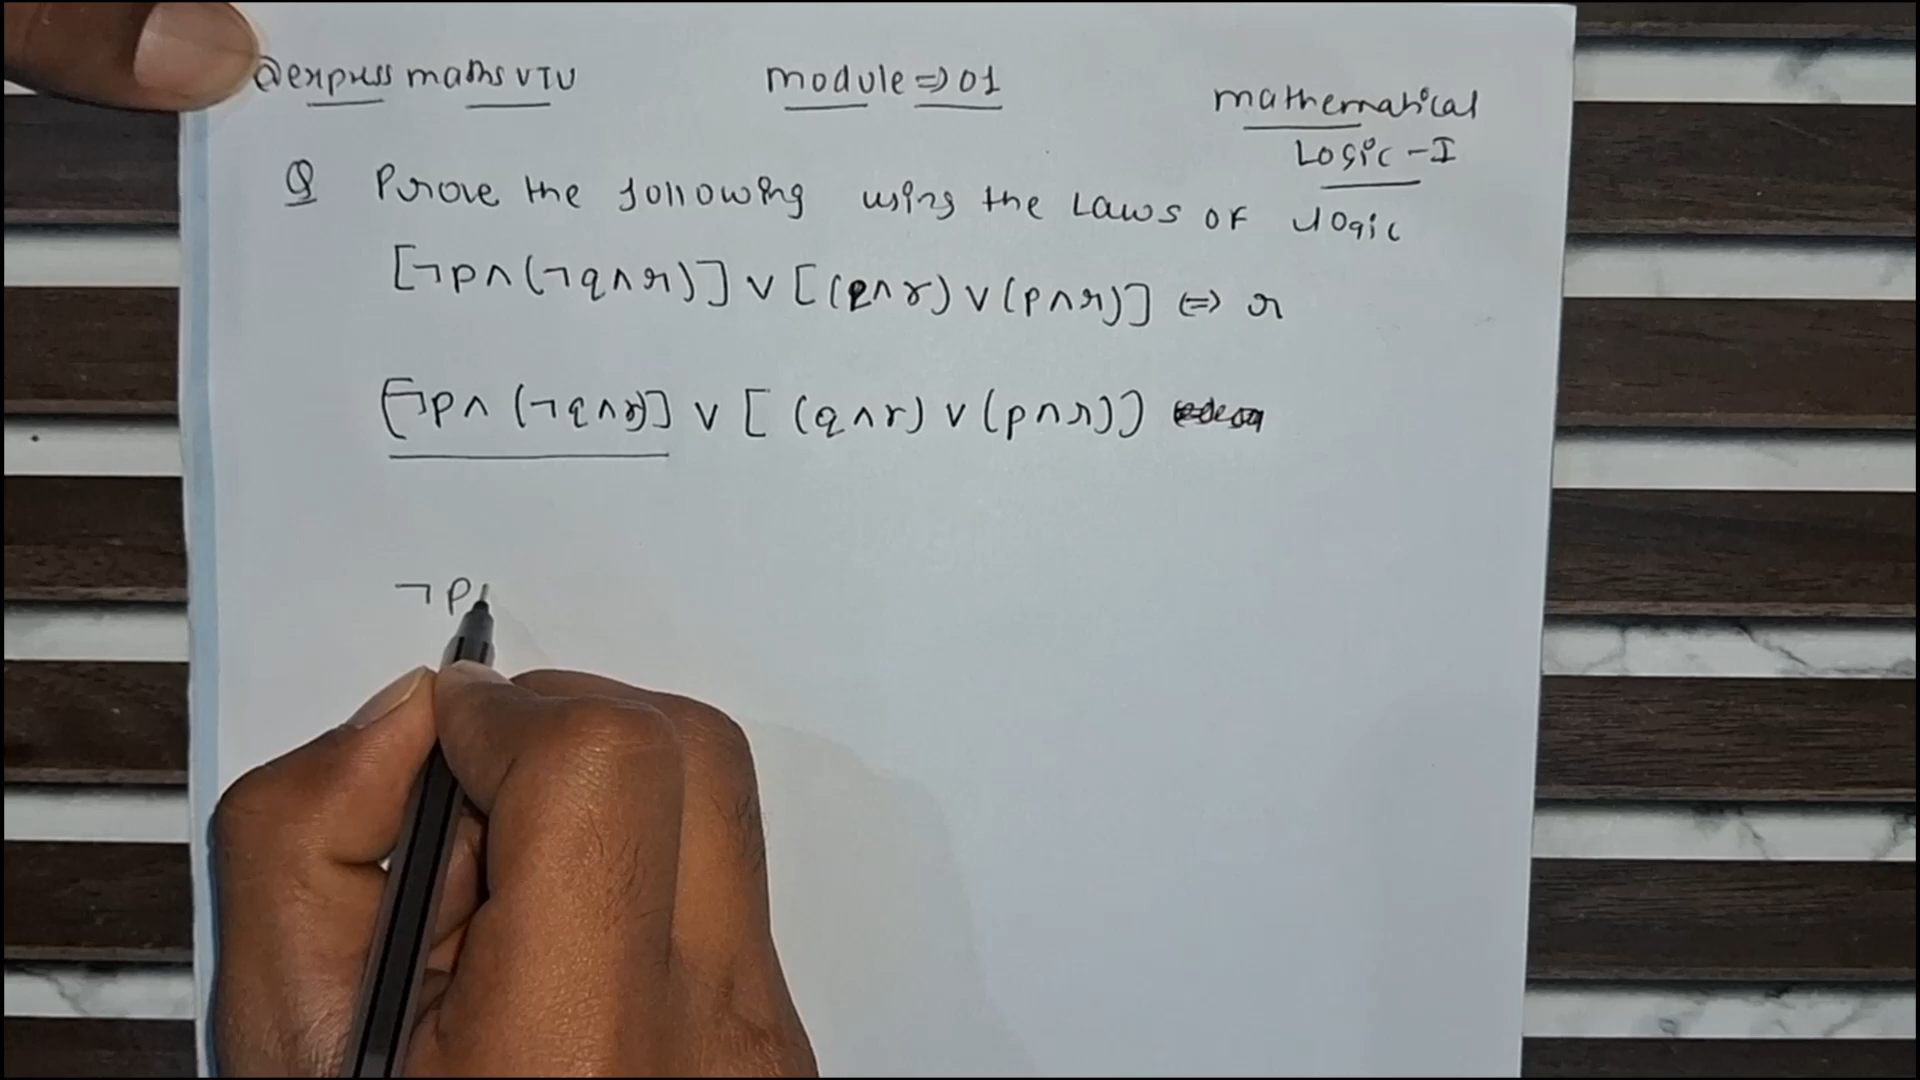 @express maths VTU
module ⇒ 01
mathematical
Logic - I
Q Prove the following using the Laws OF logic
[¬p∧(¬q∧r)] ∨ [(q∧r) ∨ (p∧r)] ⇔ r
[¬p∧ (¬q∧r)] ∨ [ (q∧r) ∨ (p∧r)]
¬p